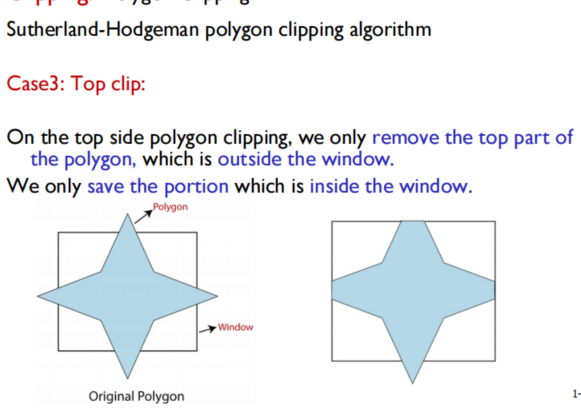 Sutherland-Hodgeman polygon clipping algorithm
Case3: Top clip:
On the top side polygon clipping, we only remove the top part of
the polygon, which is outside the window.
We only save the portion which is inside the window.
Polygon
Window
Original Polygon
1-